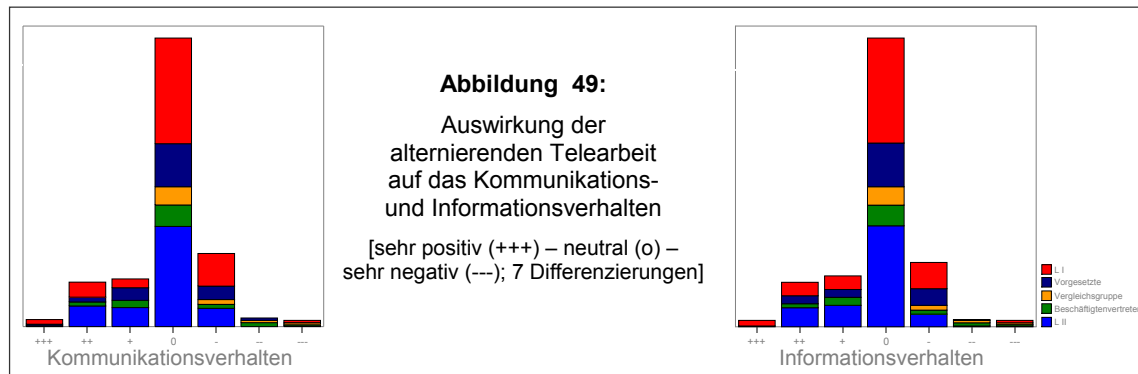 Abbildung 49:
Auswirkung der
alternierenden Telearbeit
auf das Kommunikations-
und Informationsverhalten
[sehr positiv (+++) – neutral (o) –
sehr negativ (---); 7 Differenzierungen]
+++ ++ + 0 - -- ---
Kommunikationsverhalten
+++ ++ + 0 - -- ---
Informationsverhalten
L I
Vorgesetzte
Vergleichsgruppe
Beschäftigtenvertreter
L II